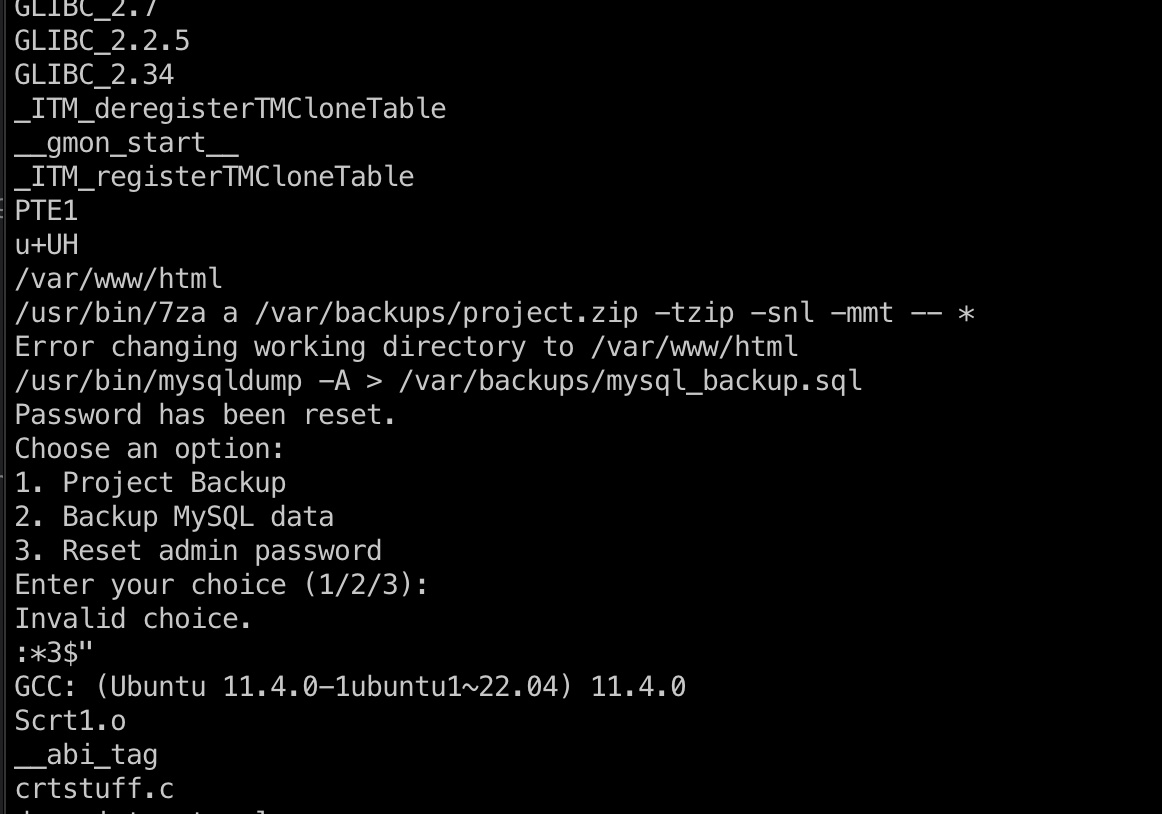 GLIBC_2.7
GLIBC_2.2.5
GLIBC_2.34
_ITM_deregisterTMCloneTable
__gmon_start__
_ITM_registerTMCloneTable
PTE1
u+UH
/var/www/html
/usr/bin/7za a /var/backups/project.zip -tzip -snl -mmt -- *
Error changing working directory to /var/www/html
/usr/bin/mysqldump -A > /var/backups/mysql_backup.sql
Password has been reset.
Choose an option:
1. Project Backup
2. Backup MySQL data
3. Reset admin password
Enter your choice (1/2/3):
Invalid choice.
:*3$"
GCC: (Ubuntu 11.4.0-1ubuntu1~22.04) 11.4.0
Scrt1.o
__abi_tag
crtstuff.c